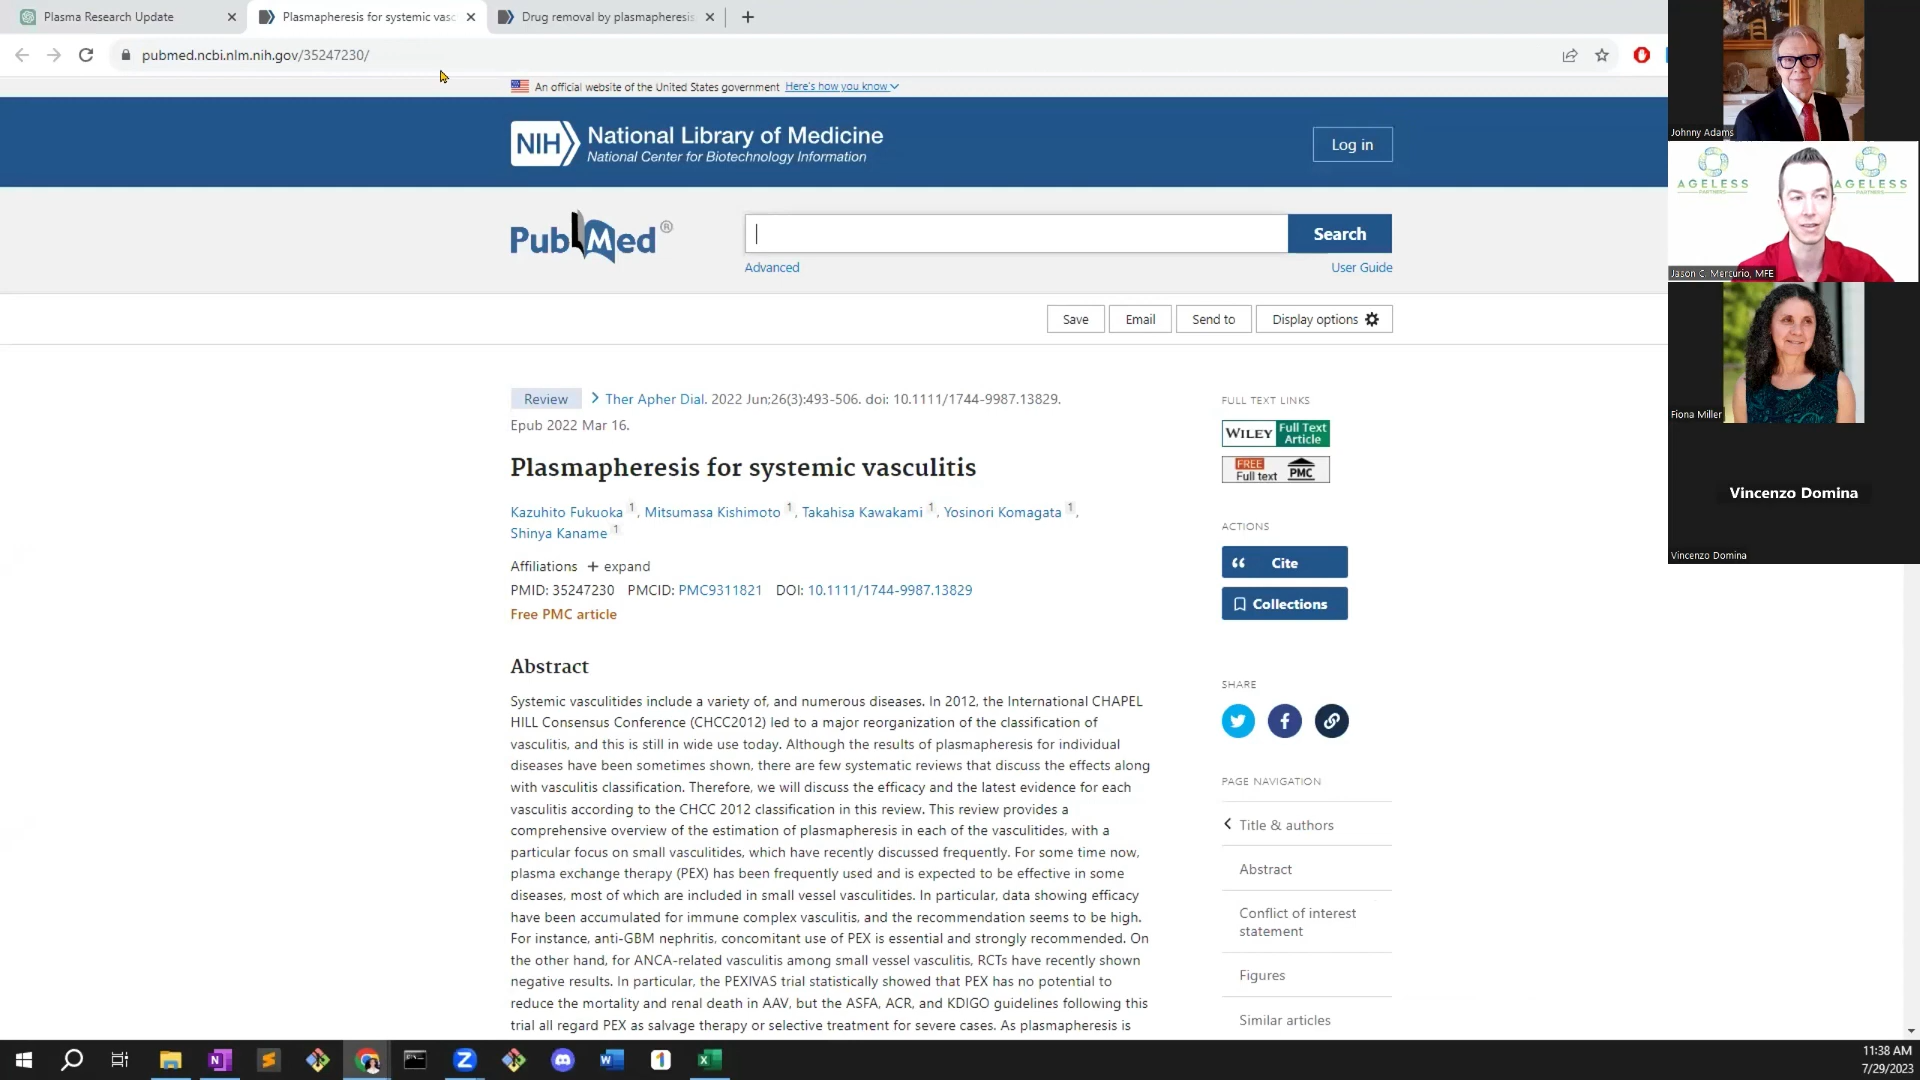 Plasma Research Update
Plasmapheresis for systemic vasc
Drug removal by plasmapheresis
pubmed.ncbi.nlm.nih.gov/35247230/
An official website of the United States government Here's how you know
NIH National Library of Medicine
National Center for Biotechnology Information
Log in
PubMed®
Search
Advanced
User Guide
Save
Email
Send to
Display options
Review
Ther Apher Dial. 2022 Jun;26(3):493-506. doi: 10.1111/1744-9987.13829.
Epub 2022 Mar 16.
Plasmapheresis for systemic vasculitis
Kazuhito Fukuoka 1, Mitsumasa Kishimoto 1, Takahisa Kawakami 1, Yosinori Komagata 1,
Shinya Kaname 1
Affiliations + expand
PMID: 35247230 PMCID: PMC9311821 DOI: 10.1111/1744-9987.13829
Free PMC article
Abstract
Systemic vasculitides include a variety of, and numerous diseases. In 2012, the International CHAPEL
HILL Consensus Conference (CHCC2012) led to a major reorganization of the classification of
vasculitis, and this is still in wide use today. Although the results of plasmapheresis for individual
diseases have been sometimes shown, there are few systematic reviews that discuss the effects along
with vasculitis classification. Therefore, we will discuss the efficacy and the latest evidence for each
vasculitis according to the CHCC 2012 classification in this review. This review provides a
comprehensive overview of the estimation of plasmapheresis in each of the vasculitides, with a
particular focus on small vasculitides, which have recently discussed frequently. For some time now,
plasma exchange therapy (PEX) has been frequently used and is expected to be effective in some
diseases, most of which are included in small vessel vasculitides. In particular, data showing efficacy
have been accumulated for immune complex vasculitis, and the recommendation seems to be high.
For instance, anti-GBM nephritis, concomitant use of PEX is essential and strongly recommended. On
the other hand, for ANCA-related vasculitis among small vessel vasculitis, RCTs have recently shown
negative results. In particular, the PEXIVAS trial statistically showed that PEX has no potential to
reduce the mortality and renal death in AAV, but the ASFA, ACR, and KDIGO guidelines following this
trial all regard PEX as salvage therapy or selective treatment for severe cases. As plasmapheresis is
FULL TEXT LINKS
WILEY Full Text
Article
FREE
Full text PMC
ACTIONS
Cite
Collections
SHARE
PAGE NAVIGATION
Title & authors
Abstract
Conflict of interest
statement
Figures
Similar articles
Johnny Adams
AGELESS
PARTNERS
AGELESS
PARTNERS
Jason C. Mercurio, MFE
Fiona Miller
Vincenzo Domina
Vincenzo Domina
11:38 AM
7/29/2023